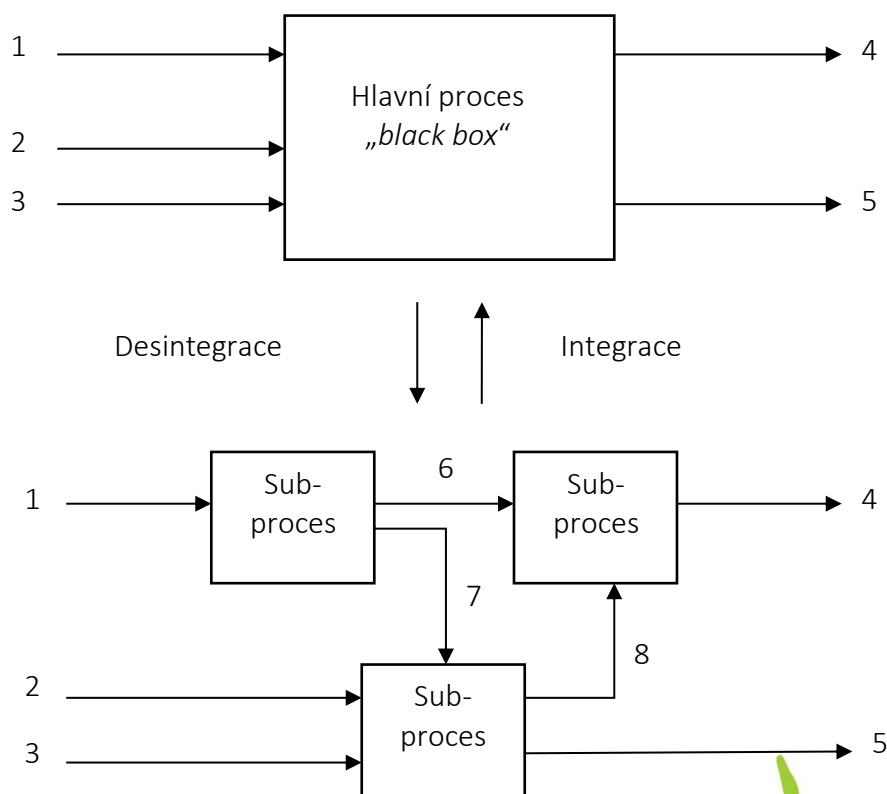 1
4
Hlavní proces
„black box“
2
3
5
Desintegrace
Integrace
6
1
Sub-
proces
Sub-
proces
4
7
8
2
Sub-
proces
3
5